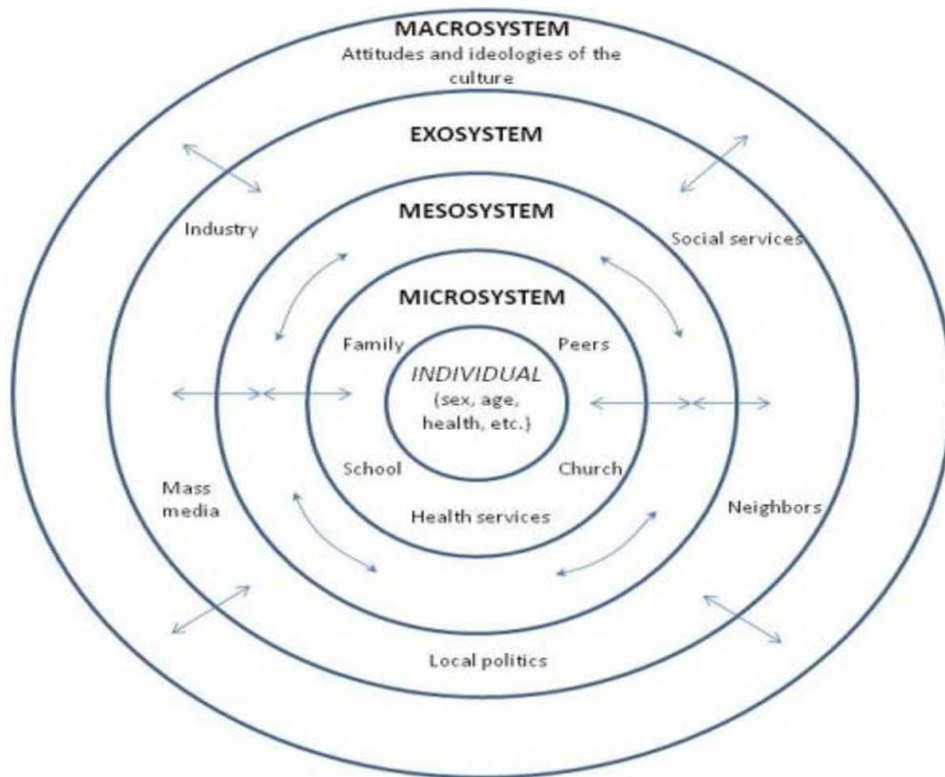 MACROSYSTEM
Attitudes and ideologies of the
culture
EXOSYSTEM
Industry
Social services
MESOSYSTEM
MICROSYSTEM
Family
Peers
INDIVIDUAL
(sex, age,
health, etc.)
School
Church
Mass
media
Health services
Neighbors
Local politics